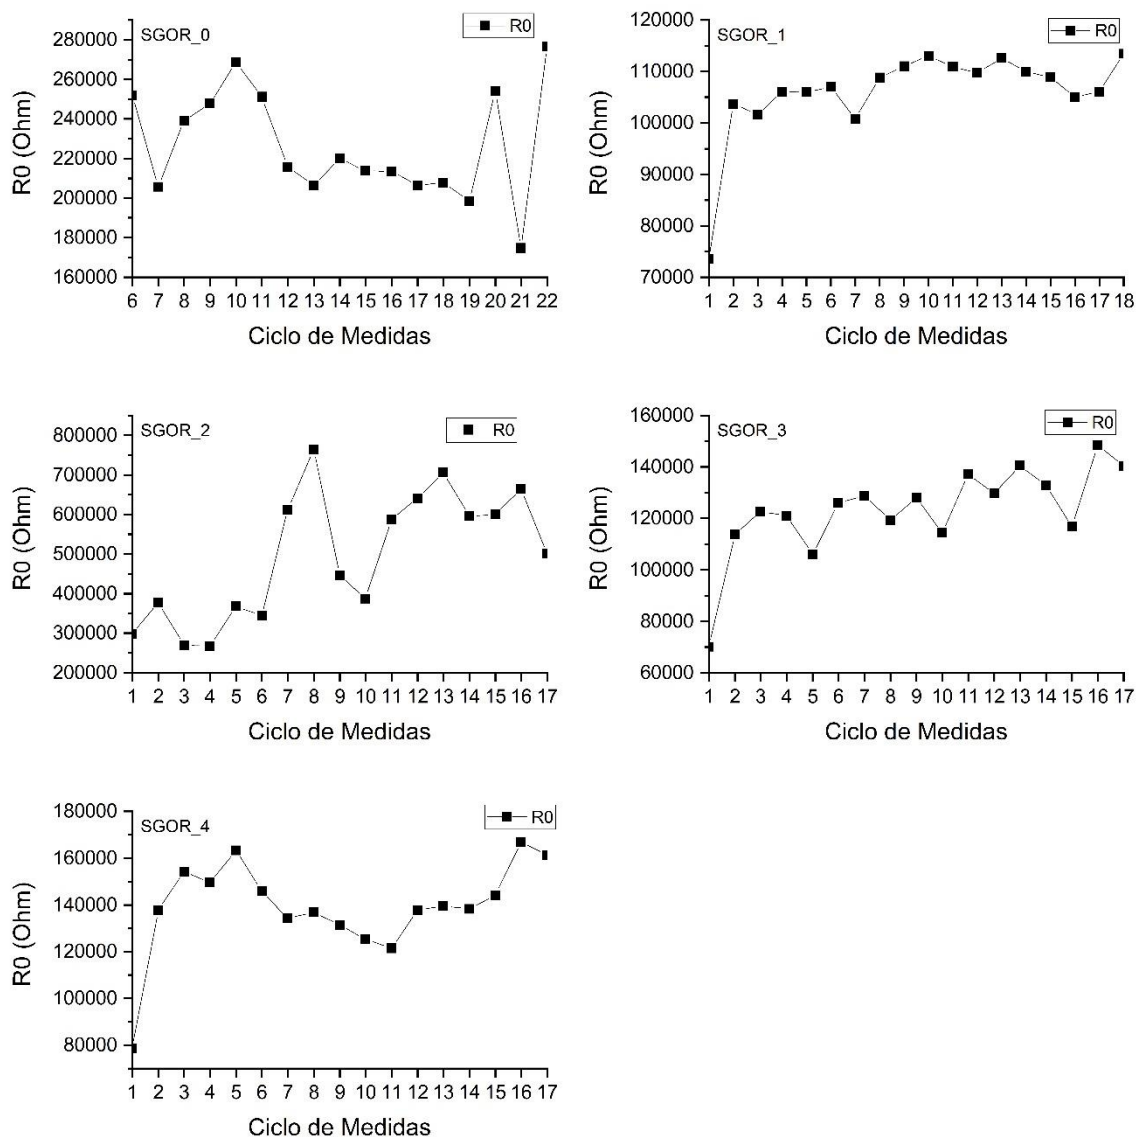 SGOR_0
R0
280000
260000
240000
220000
200000
180000
160000
R0 (Ohm)
6 7 8 9 10 11 12 13 14 15 16 17 18 19 20 21 22
Ciclo de Medidas
SGOR_1
R0
120000
110000
100000
90000
80000
70000
R0 (Ohm)
1 2 3 4 5 6 7 8 9 10 11 12 13 14 15 16 17 18
Ciclo de Medidas
SGOR_2
R0
800000
700000
600000
500000
400000
300000
200000
R0 (Ohm)
1 2 3 4 5 6 7 8 9 10 11 12 13 14 15 16 17
Ciclo de Medidas
SGOR_3
R0
160000
140000
120000
100000
80000
60000
R0 (Ohm)
1 2 3 4 5 6 7 8 9 10 11 12 13 14 15 16 17
Ciclo de Medidas
SGOR_4
R0
180000
160000
140000
120000
100000
80000
R0 (Ohm)
1 2 3 4 5 6 7 8 9 10 11 12 13 14 15 16 17
Ciclo de Medidas